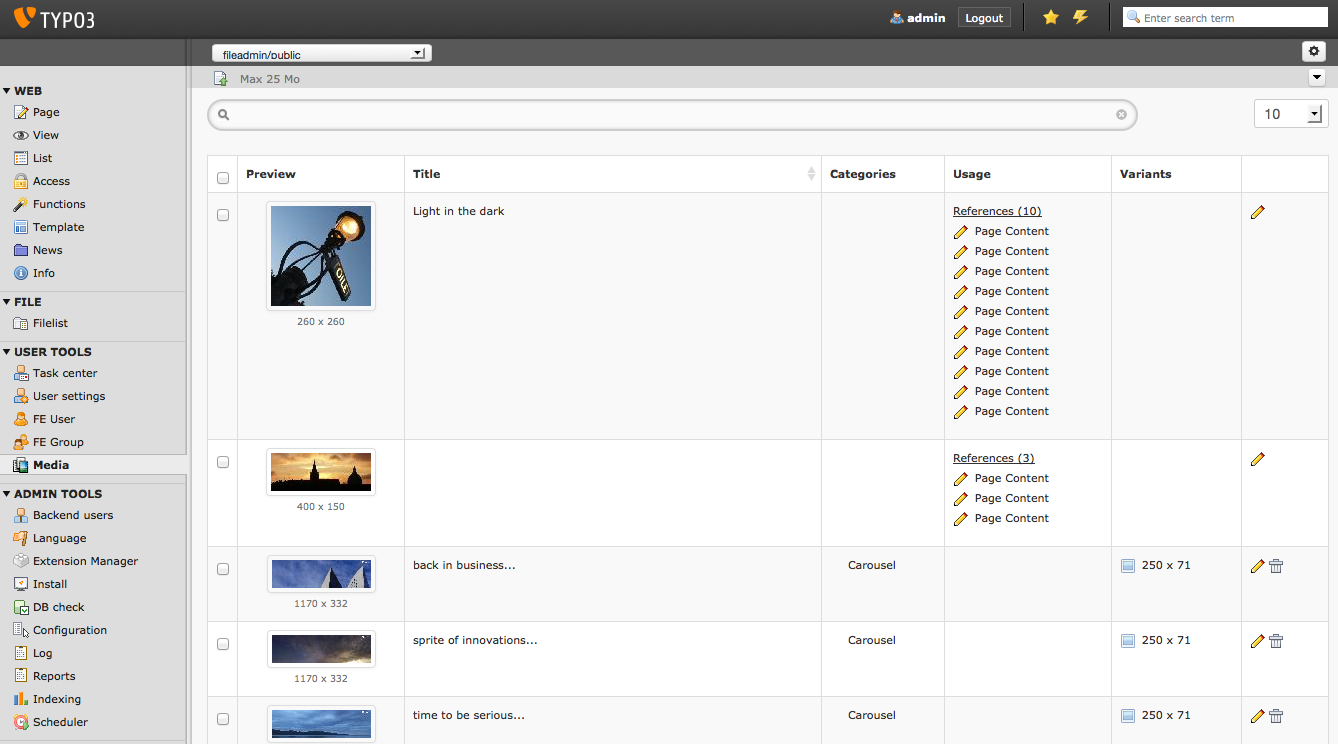 TYPO3
admin
Logout
Enter search term
fileadmin/public
Max 25 Mo
WEB
Page
View
List
Access
Functions
Template
News
Info
FILE
Filelist
USER TOOLS
Task center
User settings
FE User
FE Group
Media
ADMIN TOOLS
Backend users
Language
Extension Manager
Install
DB check
Configuration
Log
Reports
Indexing
Scheduler
10
Preview Title Categories Usage Variants
Light in the dark
260 x 260
References (10)
Page Content
Page Content
Page Content
Page Content
Page Content
Page Content
Page Content
Page Content
Page Content
Page Content
400 x 150
References (3)
Page Content
Page Content
Page Content
back in business... Carousel 250 x 71
1170 x 332
sprite of innovations... Carousel 250 x 71
1170 x 332
time to be serious... Carousel 250 x 71